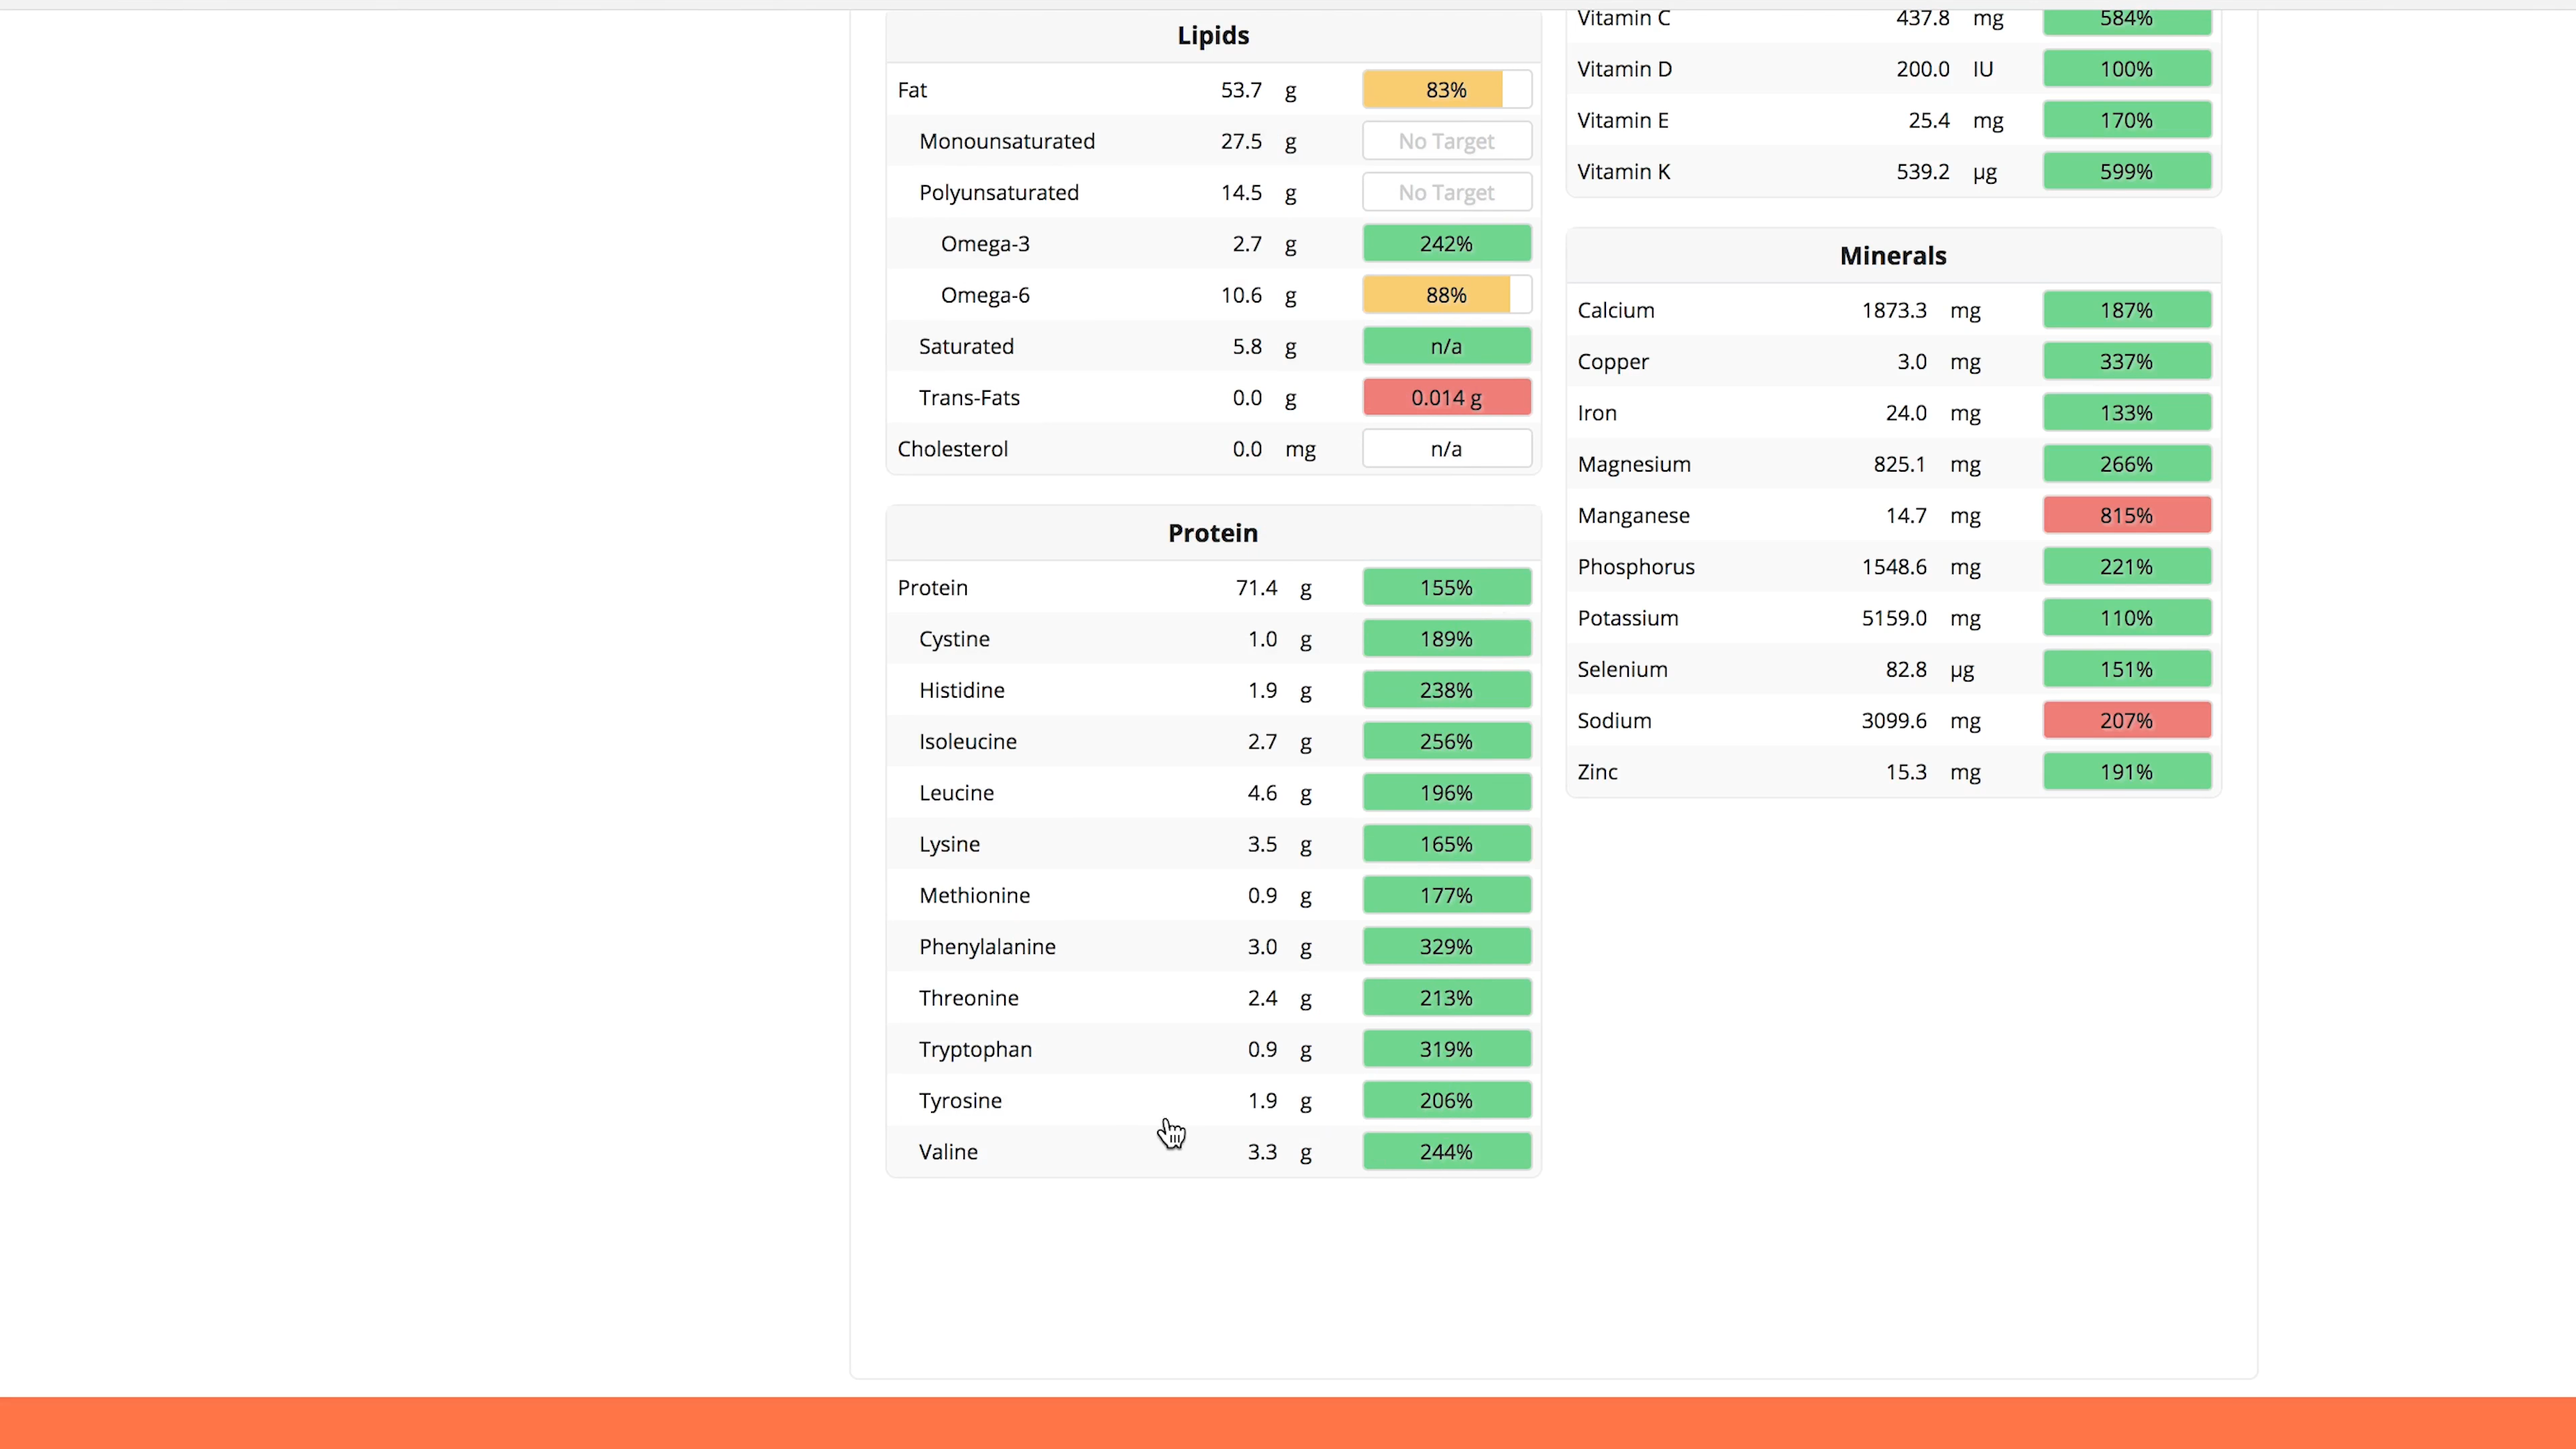 Lipids
Fat 53.7 g 83%
Monounsaturated 27.5 g No Target
Polyunsaturated 14.5 g No Target
Omega-3 2.7 g 242%
Omega-6 10.6 g 88%
Saturated 5.8 g n/a
Trans-Fats 0.0 g 0.014 g
Cholesterol 0.0 mg n/a
Protein
Protein 71.4 g 155%
Cystine 1.0 g 189%
Histidine 1.9 g 238%
Isoleucine 2.7 g 256%
Leucine 4.6 g 196%
Lysine 3.5 g 165%
Methionine 0.9 g 177%
Phenylalanine 3.0 g 329%
Threonine 2.4 g 213%
Tryptophan 0.9 g 319%
Tyrosine 1.9 g 206%
Valine 3.3 g 244%
Vitamin C 437.8 mg 584%
Vitamin D 200.0 IU 100%
Vitamin E 25.4 mg 170%
Vitamin K 539.2 µg 599%
Minerals
Calcium 1873.3 mg 187%
Copper 3.0 mg 337%
Iron 24.0 mg 133%
Magnesium 825.1 mg 266%
Manganese 14.7 mg 815%
Phosphorus 1548.6 mg 221%
Potassium 5159.0 mg 110%
Selenium 82.8 µg 151%
Sodium 3099.6 mg 207%
Zinc 15.3 mg 191%